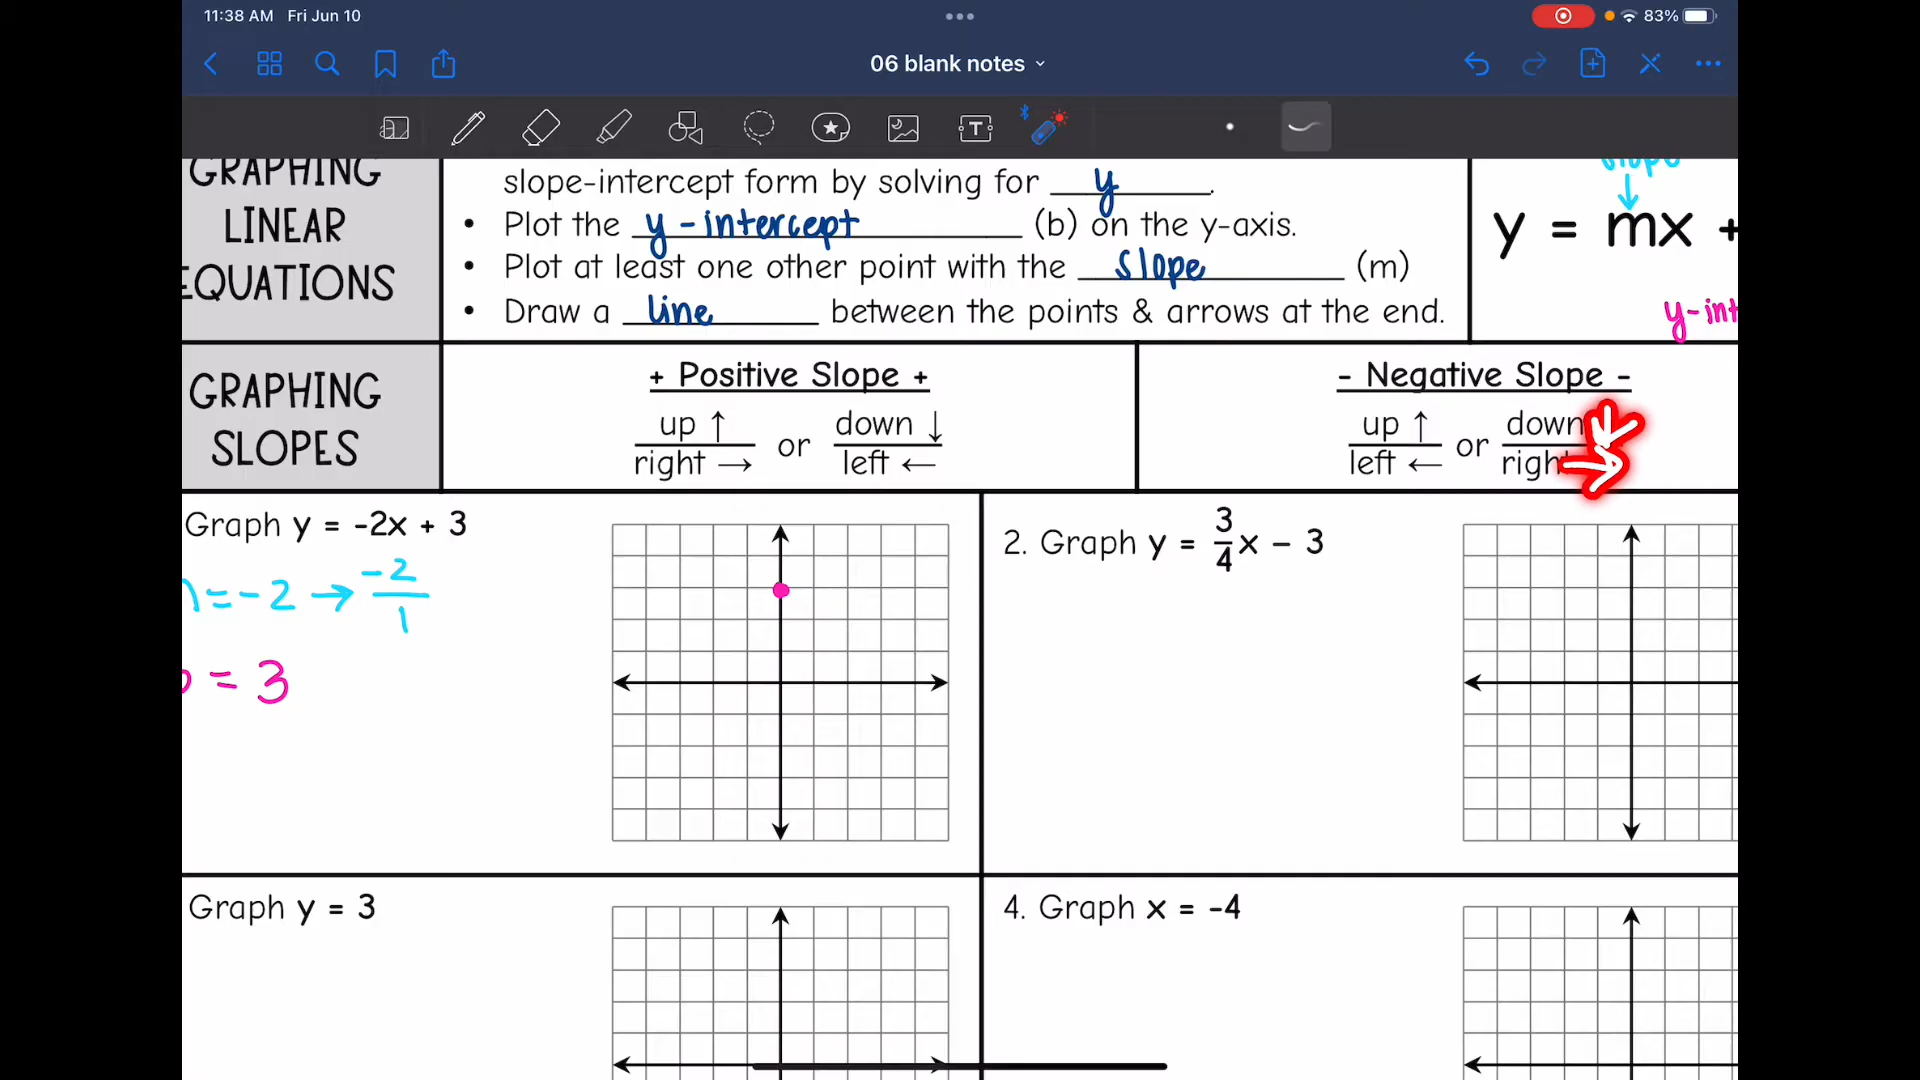 11:38 AM Fri Jun 10
83%
06 blank notes
GRAPHING
LINEAR
EQUATIONS
slope-intercept form by solving for y.
• Plot the y-intercept (b) on the y-axis.
• Plot at least one other point with the slope (m)
• Draw a line between the points & arrows at the end.
slope
y = mx +
y-int
GRAPHING
SLOPES
+ Positive Slope +
up ↑ or down ↓
right → left ←
- Negative Slope -
up ↑ or down
left ← right
Graph y = -2x + 3
m = -2 → -2/1
b = 3
2. Graph y = 3/4x - 3
Graph y = 3
4. Graph x = -4